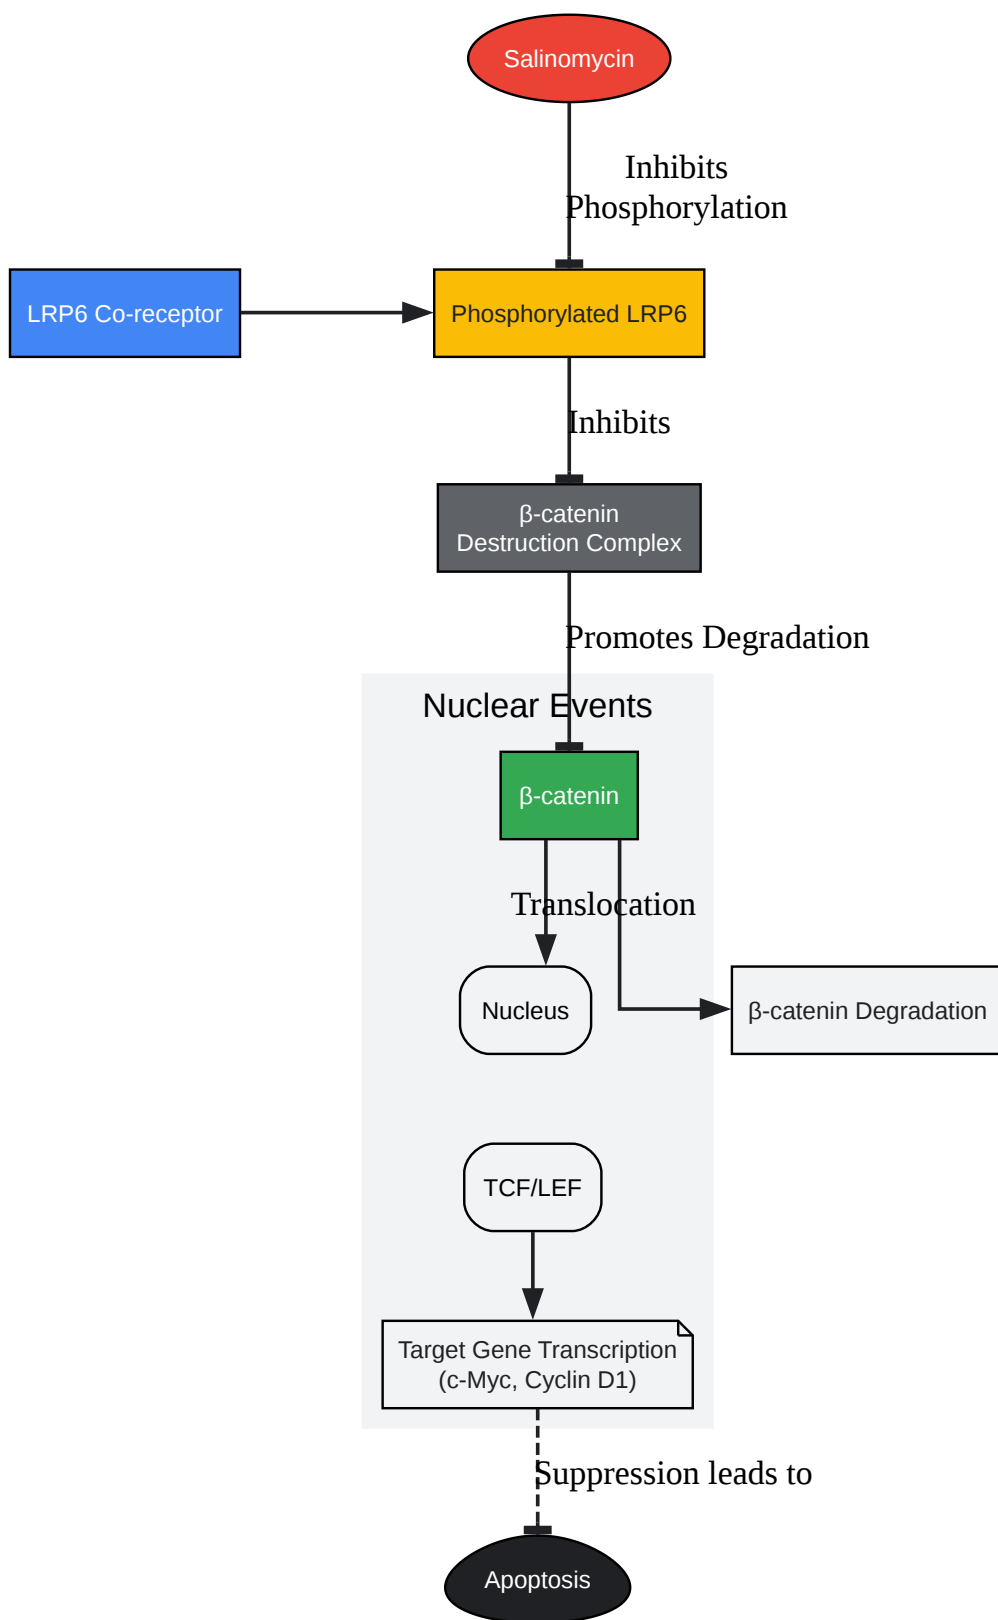 Salinomycin
Inhibits
Phosphorylation
LRP6 Co-receptor
Phosphorylated LRP6
Inhibits
β-catenin
Destruction Complex
Promotes Degradation
Nuclear Events
β-catenin
Translocation
Nucleus
β-catenin Degradation
TCF/LEF
Target Gene Transcription
(c-Myc, Cyclin D1)
Suppression leads to
Apoptosis